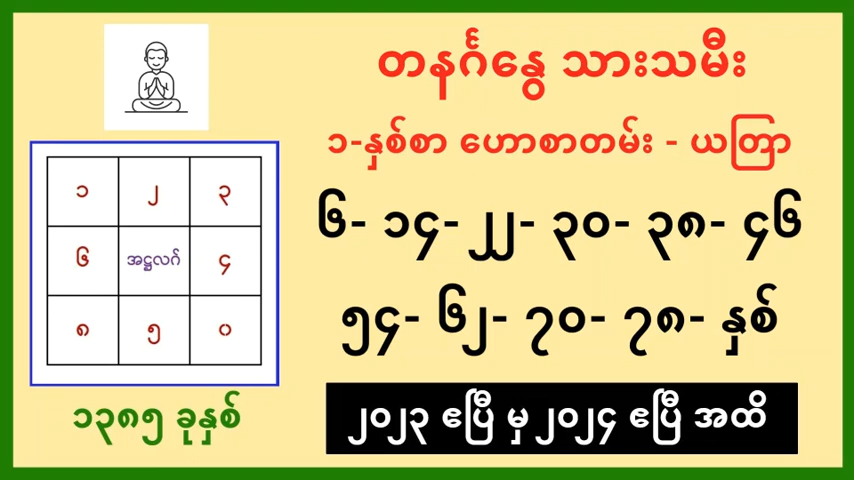 တနင်္ဂနွေ သားသမီး
၁-နှစ်စာ ဟောစာတမ်း - ယတြာ
၆- ၁၄- ၂၂- ၃၀- ၃၈- ၄၆
၅၄- ၆၂- ၇၀- ၇၈- နှစ်
၁ ၂ ၃
၆ အဋ္ဌလဂ် ၄
၈ ၅ ၀
၁၃၈၅ ခုနှစ်
၂၀၂၃ ဧပြီ မှ ၂၀၂၄ ဧပြီ အထိ